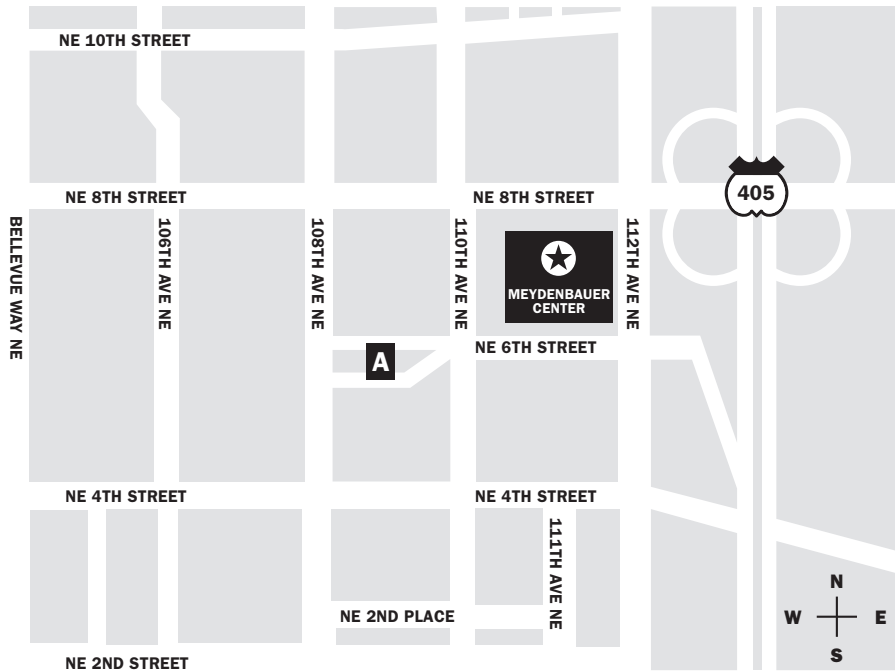 NE 10TH STREET
NE 8TH STREET
NE 8TH STREET
405
BELLEVUE WAY NE
106TH AVE NE
108TH AVE NE
110TH AVE NE
112TH AVE NE
MEYDENBAUER
CENTER
NE 6TH STREET
A
NE 4TH STREET
NE 4TH STREET
111TH AVE NE
NE 2ND PLACE
NE 2ND STREET
N
W
E
S